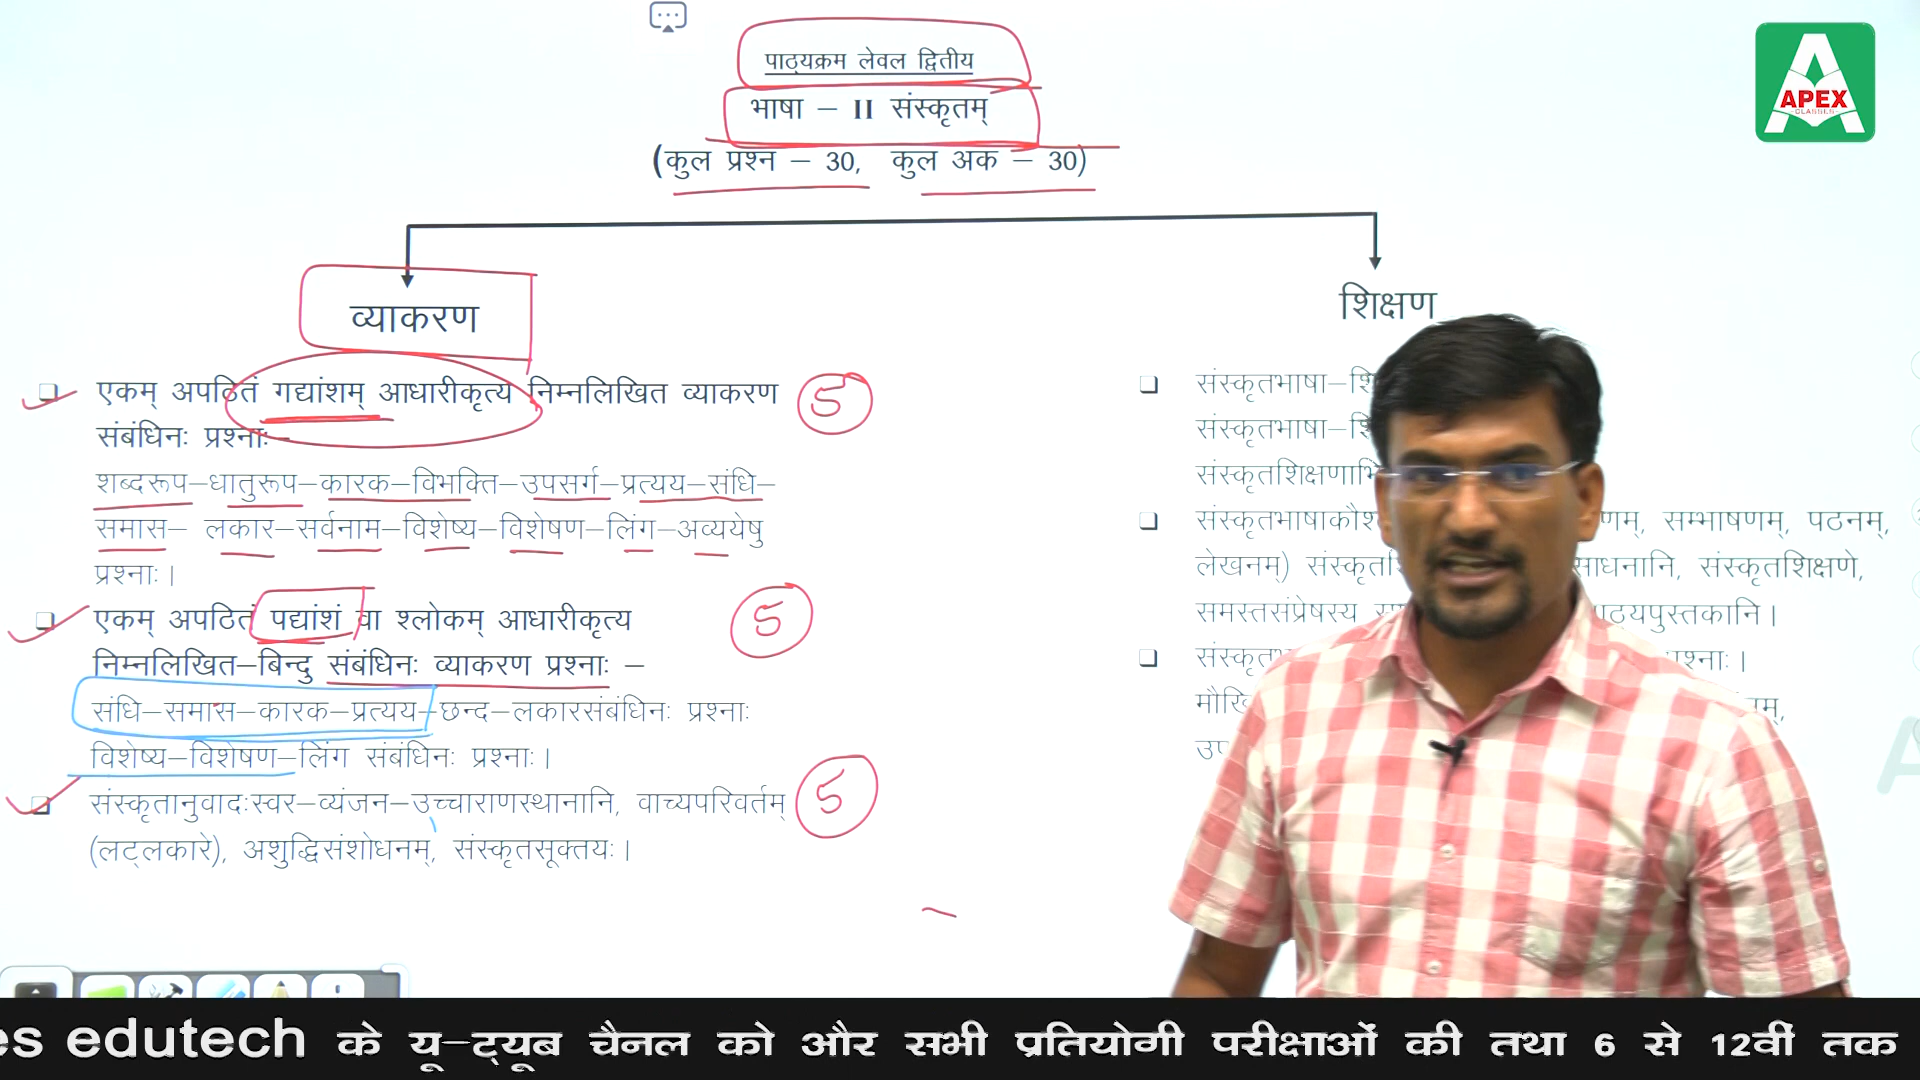 पाठ्यक्रम लेवल द्वितीय
भाषा – II संस्कृतम्
(कुल प्रश्न – 30, कुल अक – 30)
APEX
CLASSES
व्याकरण
एकम् अपठितं गद्यांशम् आधारीकृत्य निम्नलिखित व्याकरण
5
संबंधिनः प्रश्नाः–
शब्दरूप–धातुरूप–कारक–विभक्ति–उपसर्ग–प्रत्यय–संधि–
समास– लकार–सर्वनाम–विशेष्य–विशेषण–लिंग–अव्ययेषु
प्रश्नाः।
एकम् अपठितं पद्यांशं वा श्लोकम् आधारीकृत्य
5
निम्नलिखित–बिन्दु संबंधिनः व्याकरण प्रश्नाः –
संधि–समास–कारक–प्रत्यय–छन्द–लकारसंबंधिनः प्रश्नाः
विशेष्य–विशेषण–लिंग संबंधिनः प्रश्नाः।
संस्कृतानुवादःस्वर–व्यंजन–उच्चाराणस्थानानि, वाच्यपरिवर्तम्
5
(लट्लकारे), अशुद्धिसंशोधनम्, संस्कृतसूक्तयः।
शिक्षण
संस्कृतभाषा–
संस्कृतभाषा–
संस्कृतशिक्षणा
संस्कृतभाषाकौश णम्, सम्भाषणम्, पठनम्,
लेखनम्) साधनानि, संस्कृतशिक्षणे,
समस्तसंप्रेषस्य पाठ्यपुस्तकानि।
प्रश्नाः।
es edutech के यू–ट्यूब चैनल को और सभी प्रतियोगी परीक्षाओं की तथा 6 से 12वीं तक